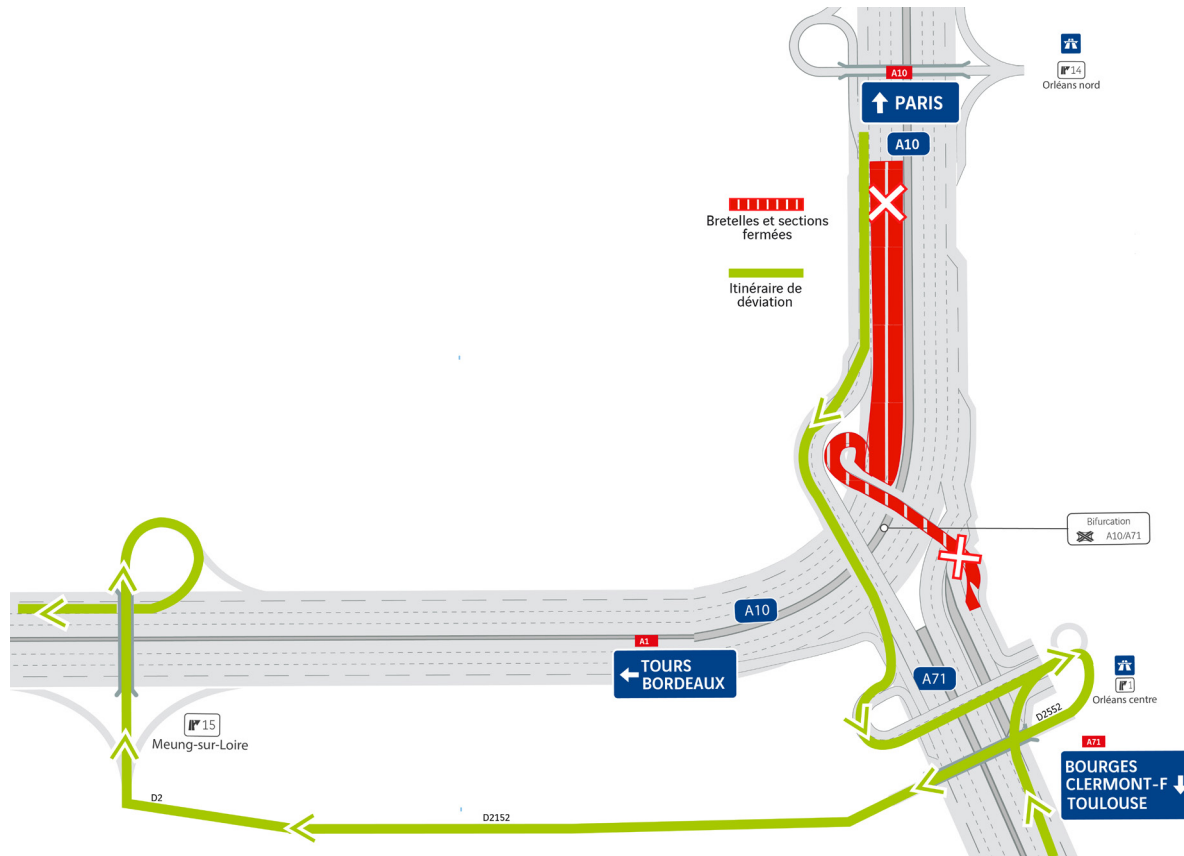 14
Orléans nord
A10
PARIS
A10
Bretelles et sections
fermées
Itinéraire de
déviation
Bifurcation
A10/A71
A10
A1
TOURS
BORDEAUX
A71
1
Orléans centre
D2552
15
Meung-sur-Loire
A71
BOURGES
CLERMONT-F
TOULOUSE
D2
D2152